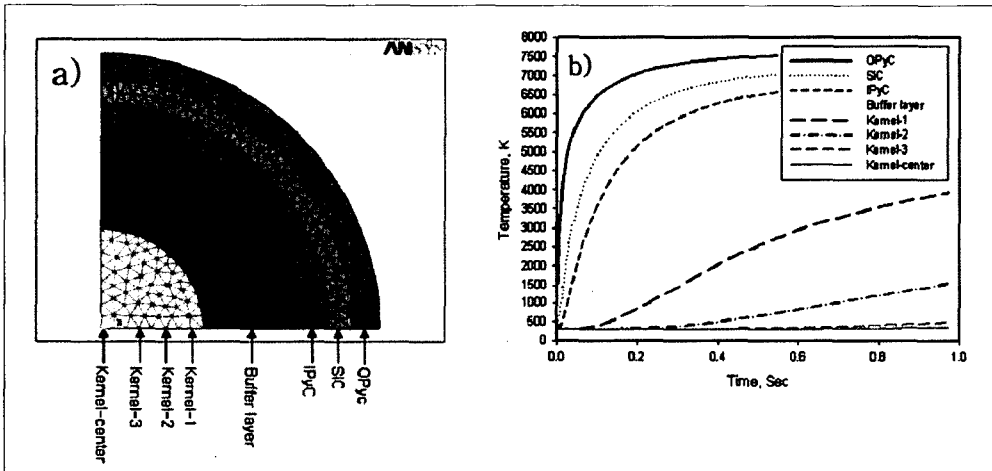 a)
ANSYS
Kernel-center
Kernel-3
Kernel-2
Kernel-1
Buffer layer
IPyC
SiC
OPyc
b)
8000
7500
7000
6500
6000
5500
5000
4500
4000
3500
3000
2500
2000
1500
1000
500
0
Temperature, K
0.0
0.2
0.4
0.6
0.8
1.0
Time, Sec
OPyC
SiC
IPyC
Buffer layer
Kernel-1
Kernel-2
Kernel-3
Kernel-center